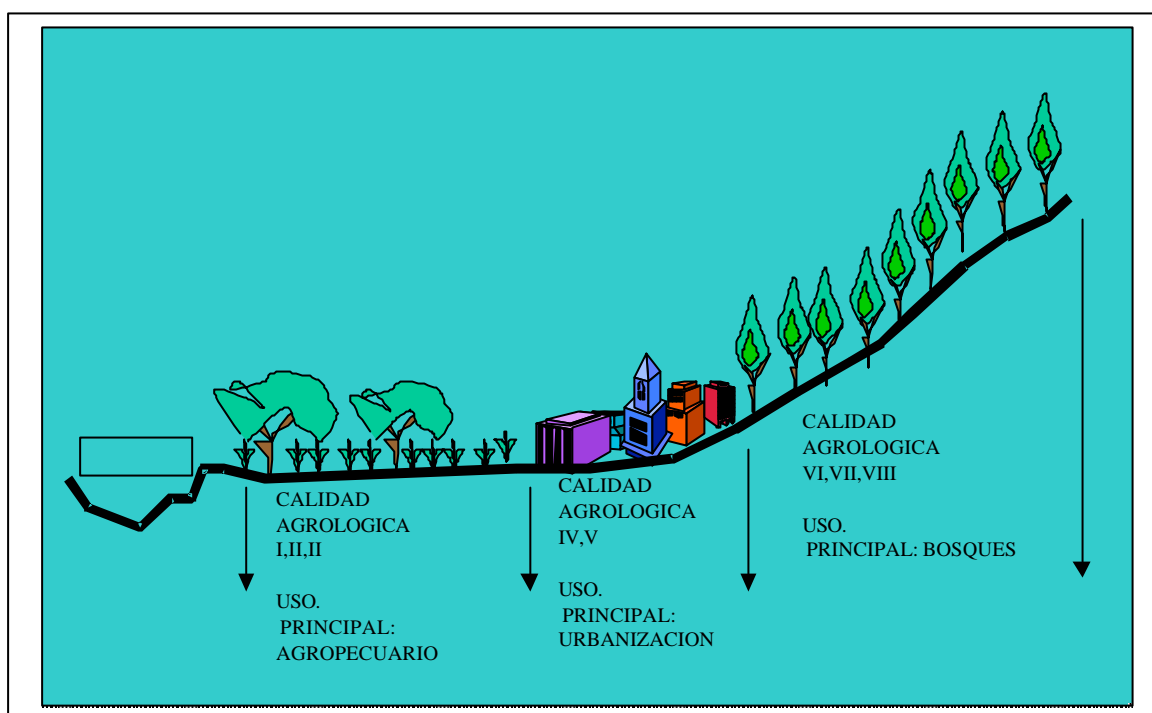 CALIDAD
AGROLOGICA
I,II,II
USO.
PRINCIPAL:
AGROPECUARIO
CALIDAD
AGROLOGICA
IV,V
USO.
PRINCIPAL:
URBANIZACION
CALIDAD
AGROLOGICA
VI,VII,VIII
USO.
PRINCIPAL: BOSQUES